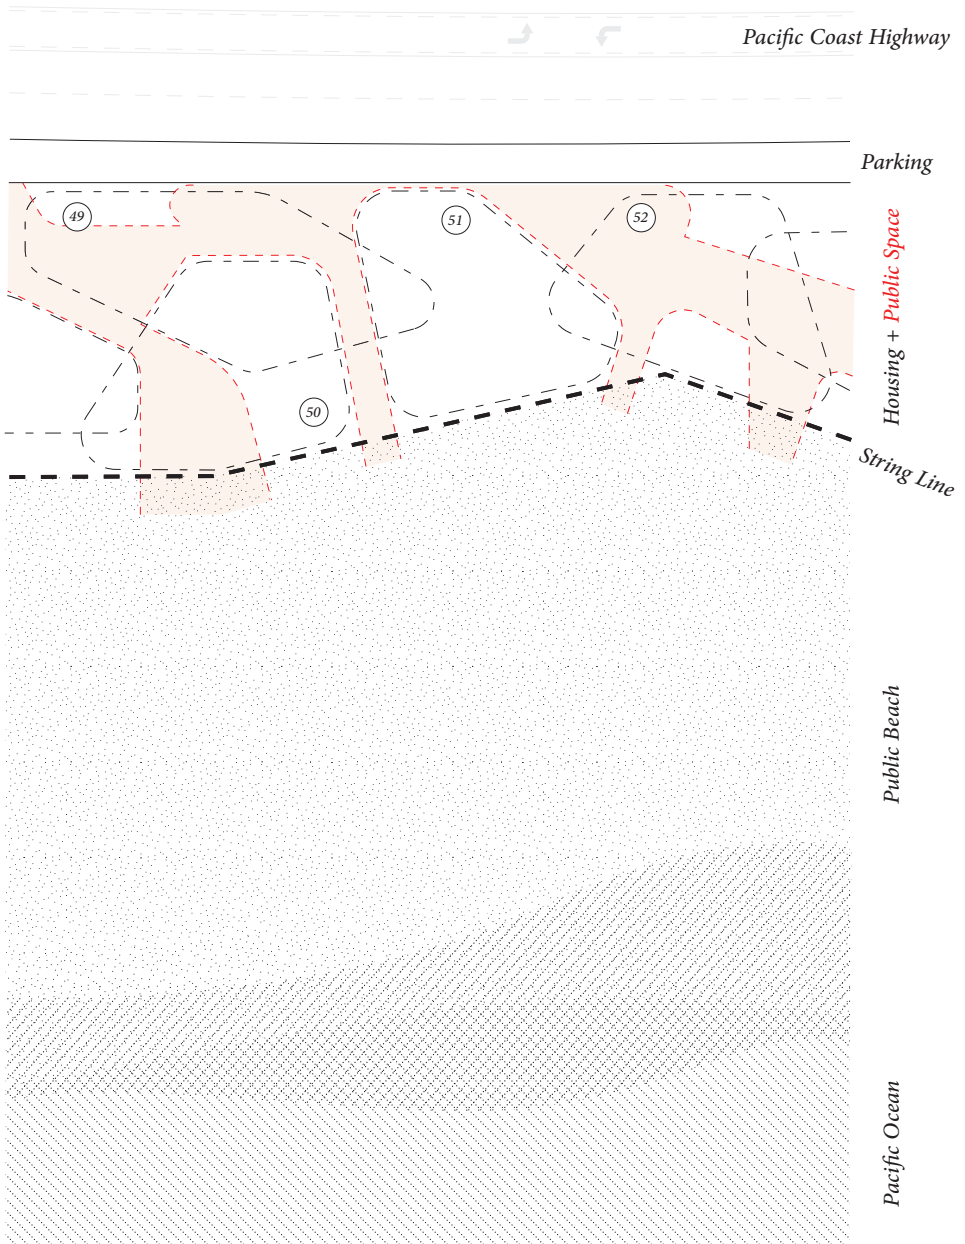 Pacific Coast Highway
Parking
49
51
52
Housing + Public Space
50
String Line
Public Beach
Pacific Ocean